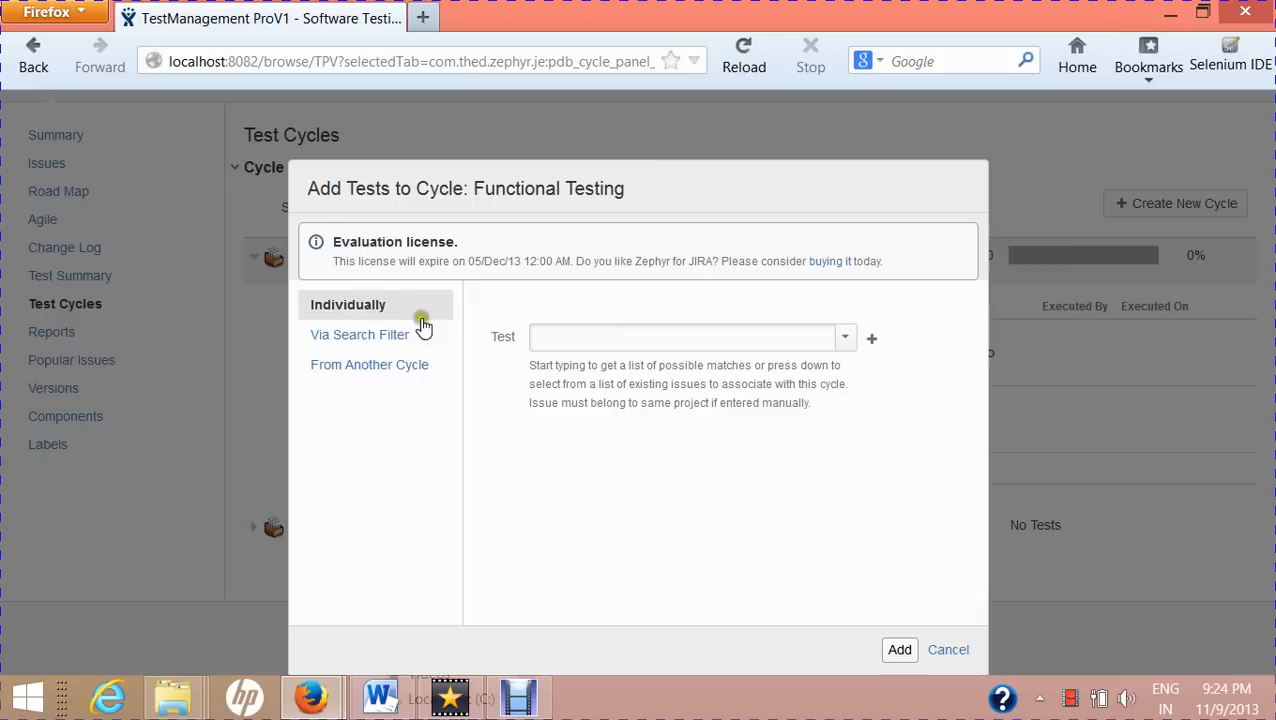 Firefox
TestManagement ProV1 - Software Testi...
Back
Forward
localhost:8082/browse/TPV?selectedTab=com.thed.zephyr.je:pdb_cycle_panel_
Reload
Stop
Google
Home
Bookmarks
Selenium IDE
Summary
Issues
Road Map
Agile
Change Log
Test Summary
Test Cycles
Reports
Popular Issues
Versions
Components
Labels
Test Cycles
Cycle
Create New Cycle
0%
Executed By Executed On
No Tests
Add Tests to Cycle: Functional Testing
Evaluation license.
This license will expire on 05/Dec/13 12:00 AM. Do you like Zephyr for JIRA? Please consider buying it today.
Individually
Via Search Filter
From Another Cycle
Test
Start typing to get a list of possible matches or press down to
select from a list of existing issues to associate with this cycle.
Issue must belong to same project if entered manually.
Add Cancel
ENG
IN
9:24 PM
11/9/2013